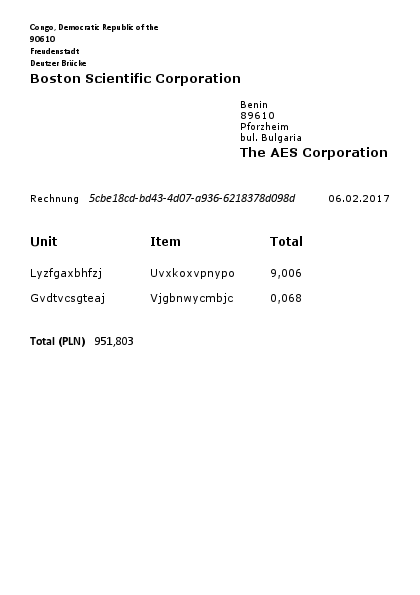 Congo, Democratic Republic of the
90610
Freudenstadt
Deutzer Brücke
Boston Scientific Corporation
Benin
89610
Pforzheim
bul. Bulgaria
The AES Corporation
Rechnung 5cbe18cd-bd43-4d07-a936-6218378d098d 06.02.2017
Unit Item Total
Lyzfgaxbhfzj Uvxkoxvpnypo 9,006
Gvdtvcsgteaj Vjgbnwycmbjc 0,068
Total (PLN) 951,803